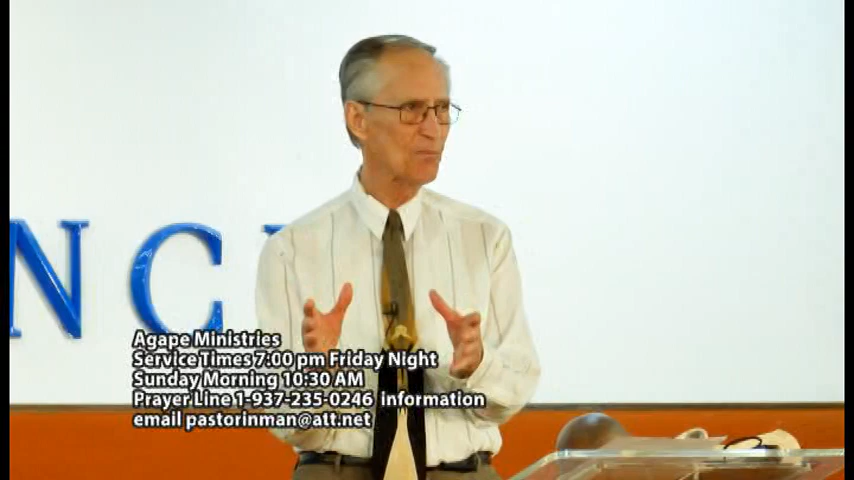 NC
Agape Ministries
Service Times 7:00 pm Friday Night
Sunday Morning 10:30 AM
Prayer Line 1-937-235-0246 information
email pastorinman@att.net